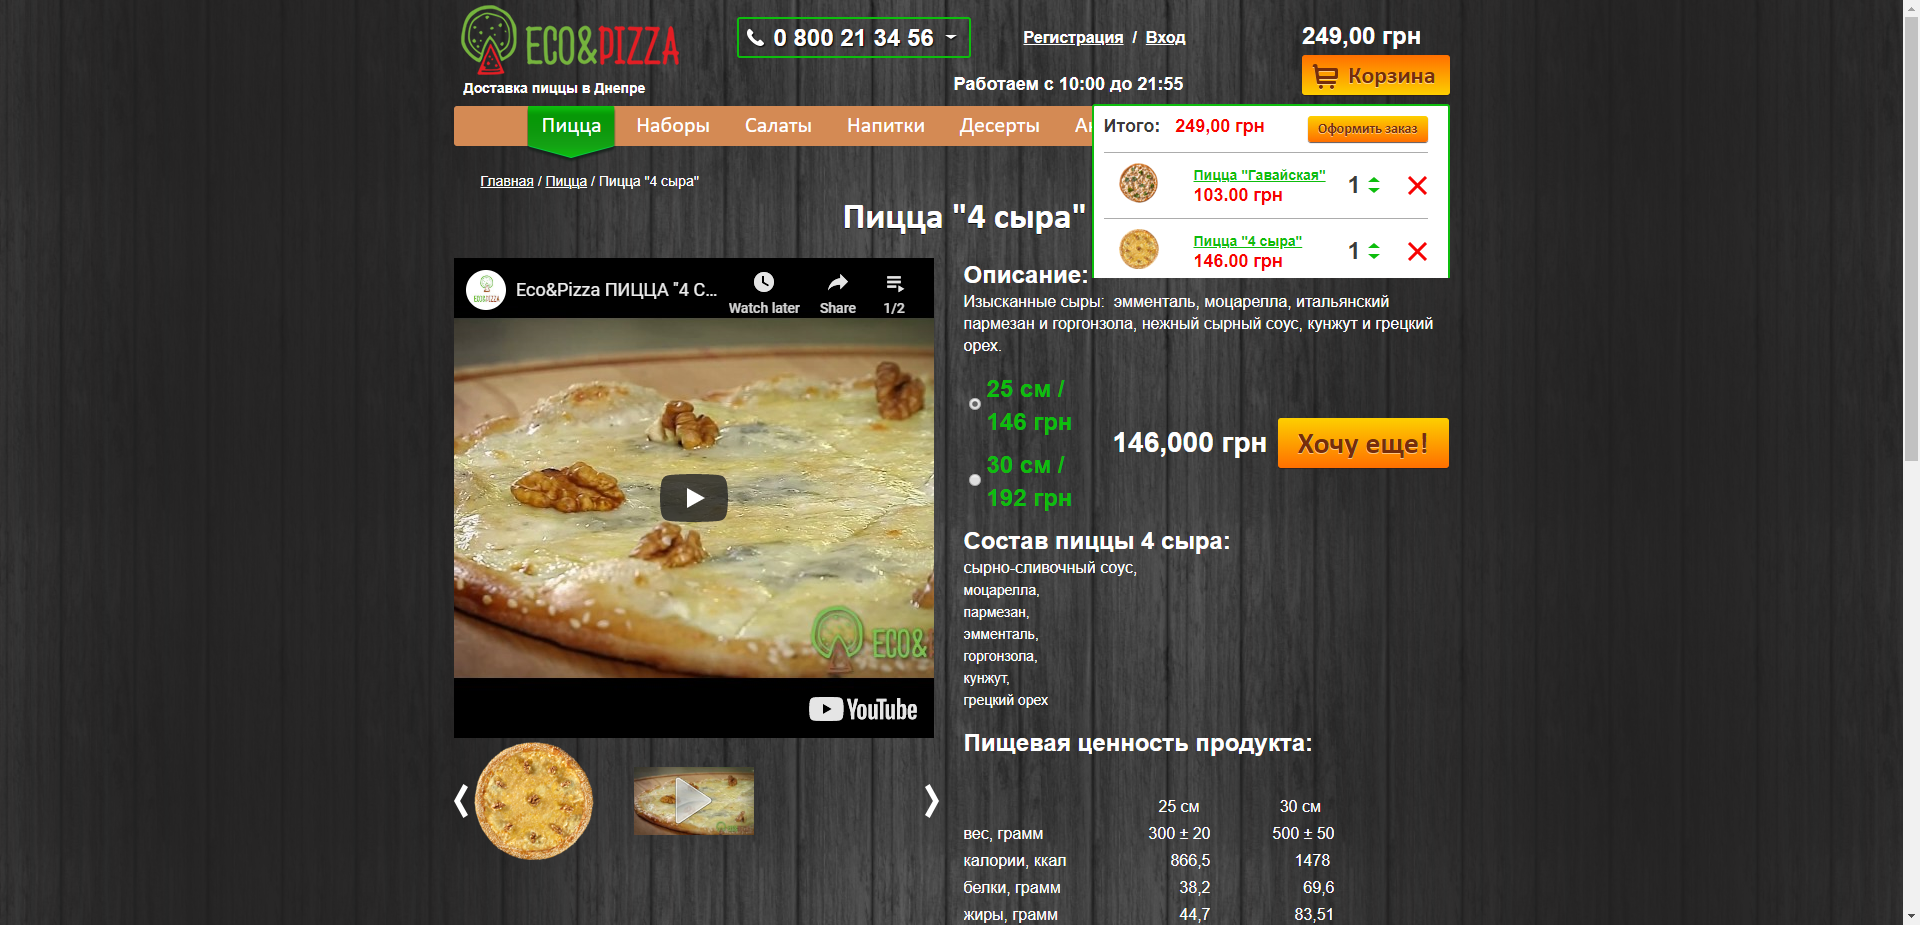 ECO&PIZZA
Доставка пиццы в Днепре
0 800 21 34 56
Регистрация / Вход
Работаем с 10:00 до 21:55
249,00 грн
Корзина
Пицца
Наборы
Салаты
Напитки
Десерты
Итого: 249,00 грн
Оформить заказ
Пицца "Гавайская"
103.00 грн
1
Пицца "4 сыра"
146.00 грн
1
Главная / Пицца / Пицца "4 сыра"
Пицца "4 сыра"
ECO&PIZZA
Eco&Pizza ПИЦЦА "4 С...
Watch later
Share
1/2
ECO&
YouTube
Описание:
Изысканные сыры: эмменталь, моцарелла, итальянский
пармезан и горгонзола, нежный сырный соус, кунжут и грецкий
орех.
25 см /
146 грн
30 см /
192 грн
146,000 грн
Хочу еще!
Состав пиццы 4 сыра:
сырно-сливочный соус,
моцарелла,
пармезан,
эмменталь,
горгонзола,
кунжут,
грецкий орех
Пищевая ценность продукта:
25 см 30 см
вес, грамм 300 ± 20 500 ± 50
калории, ккал 866,5 1478
белки, грамм 38,2 69,6
жиры, грамм 44,7 83,51